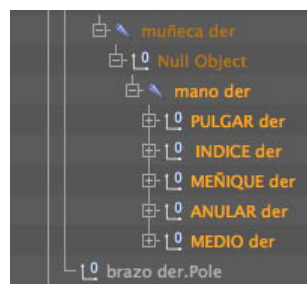 muñeca der
Null Object
mano der
PULGAR der
INDICE der
MEÑIQUE der
ANULAR der
MEDIO der
brazo der.Pole